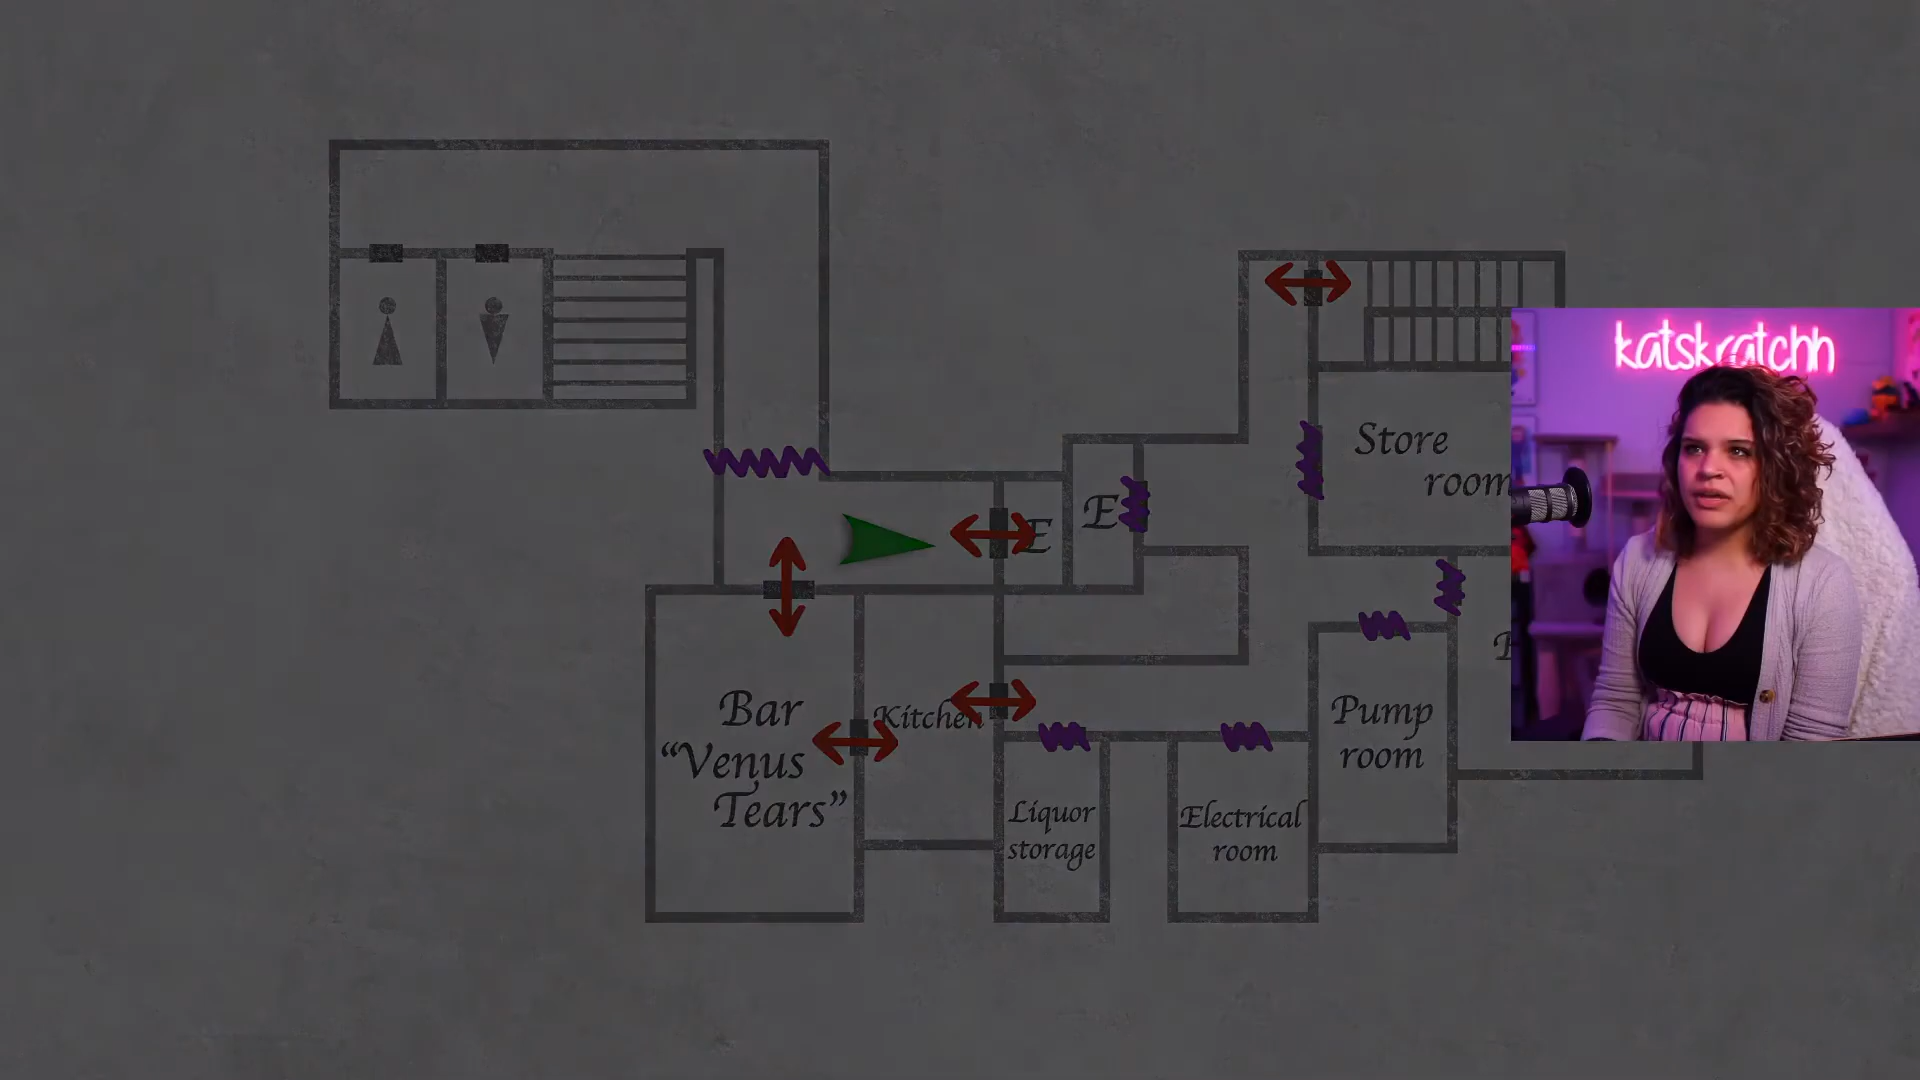 katskratchh
Store
room
E
E
Bar
“Venus
Tears”
Kitchen
Pump
room
Liquor
storage
Electrical
room